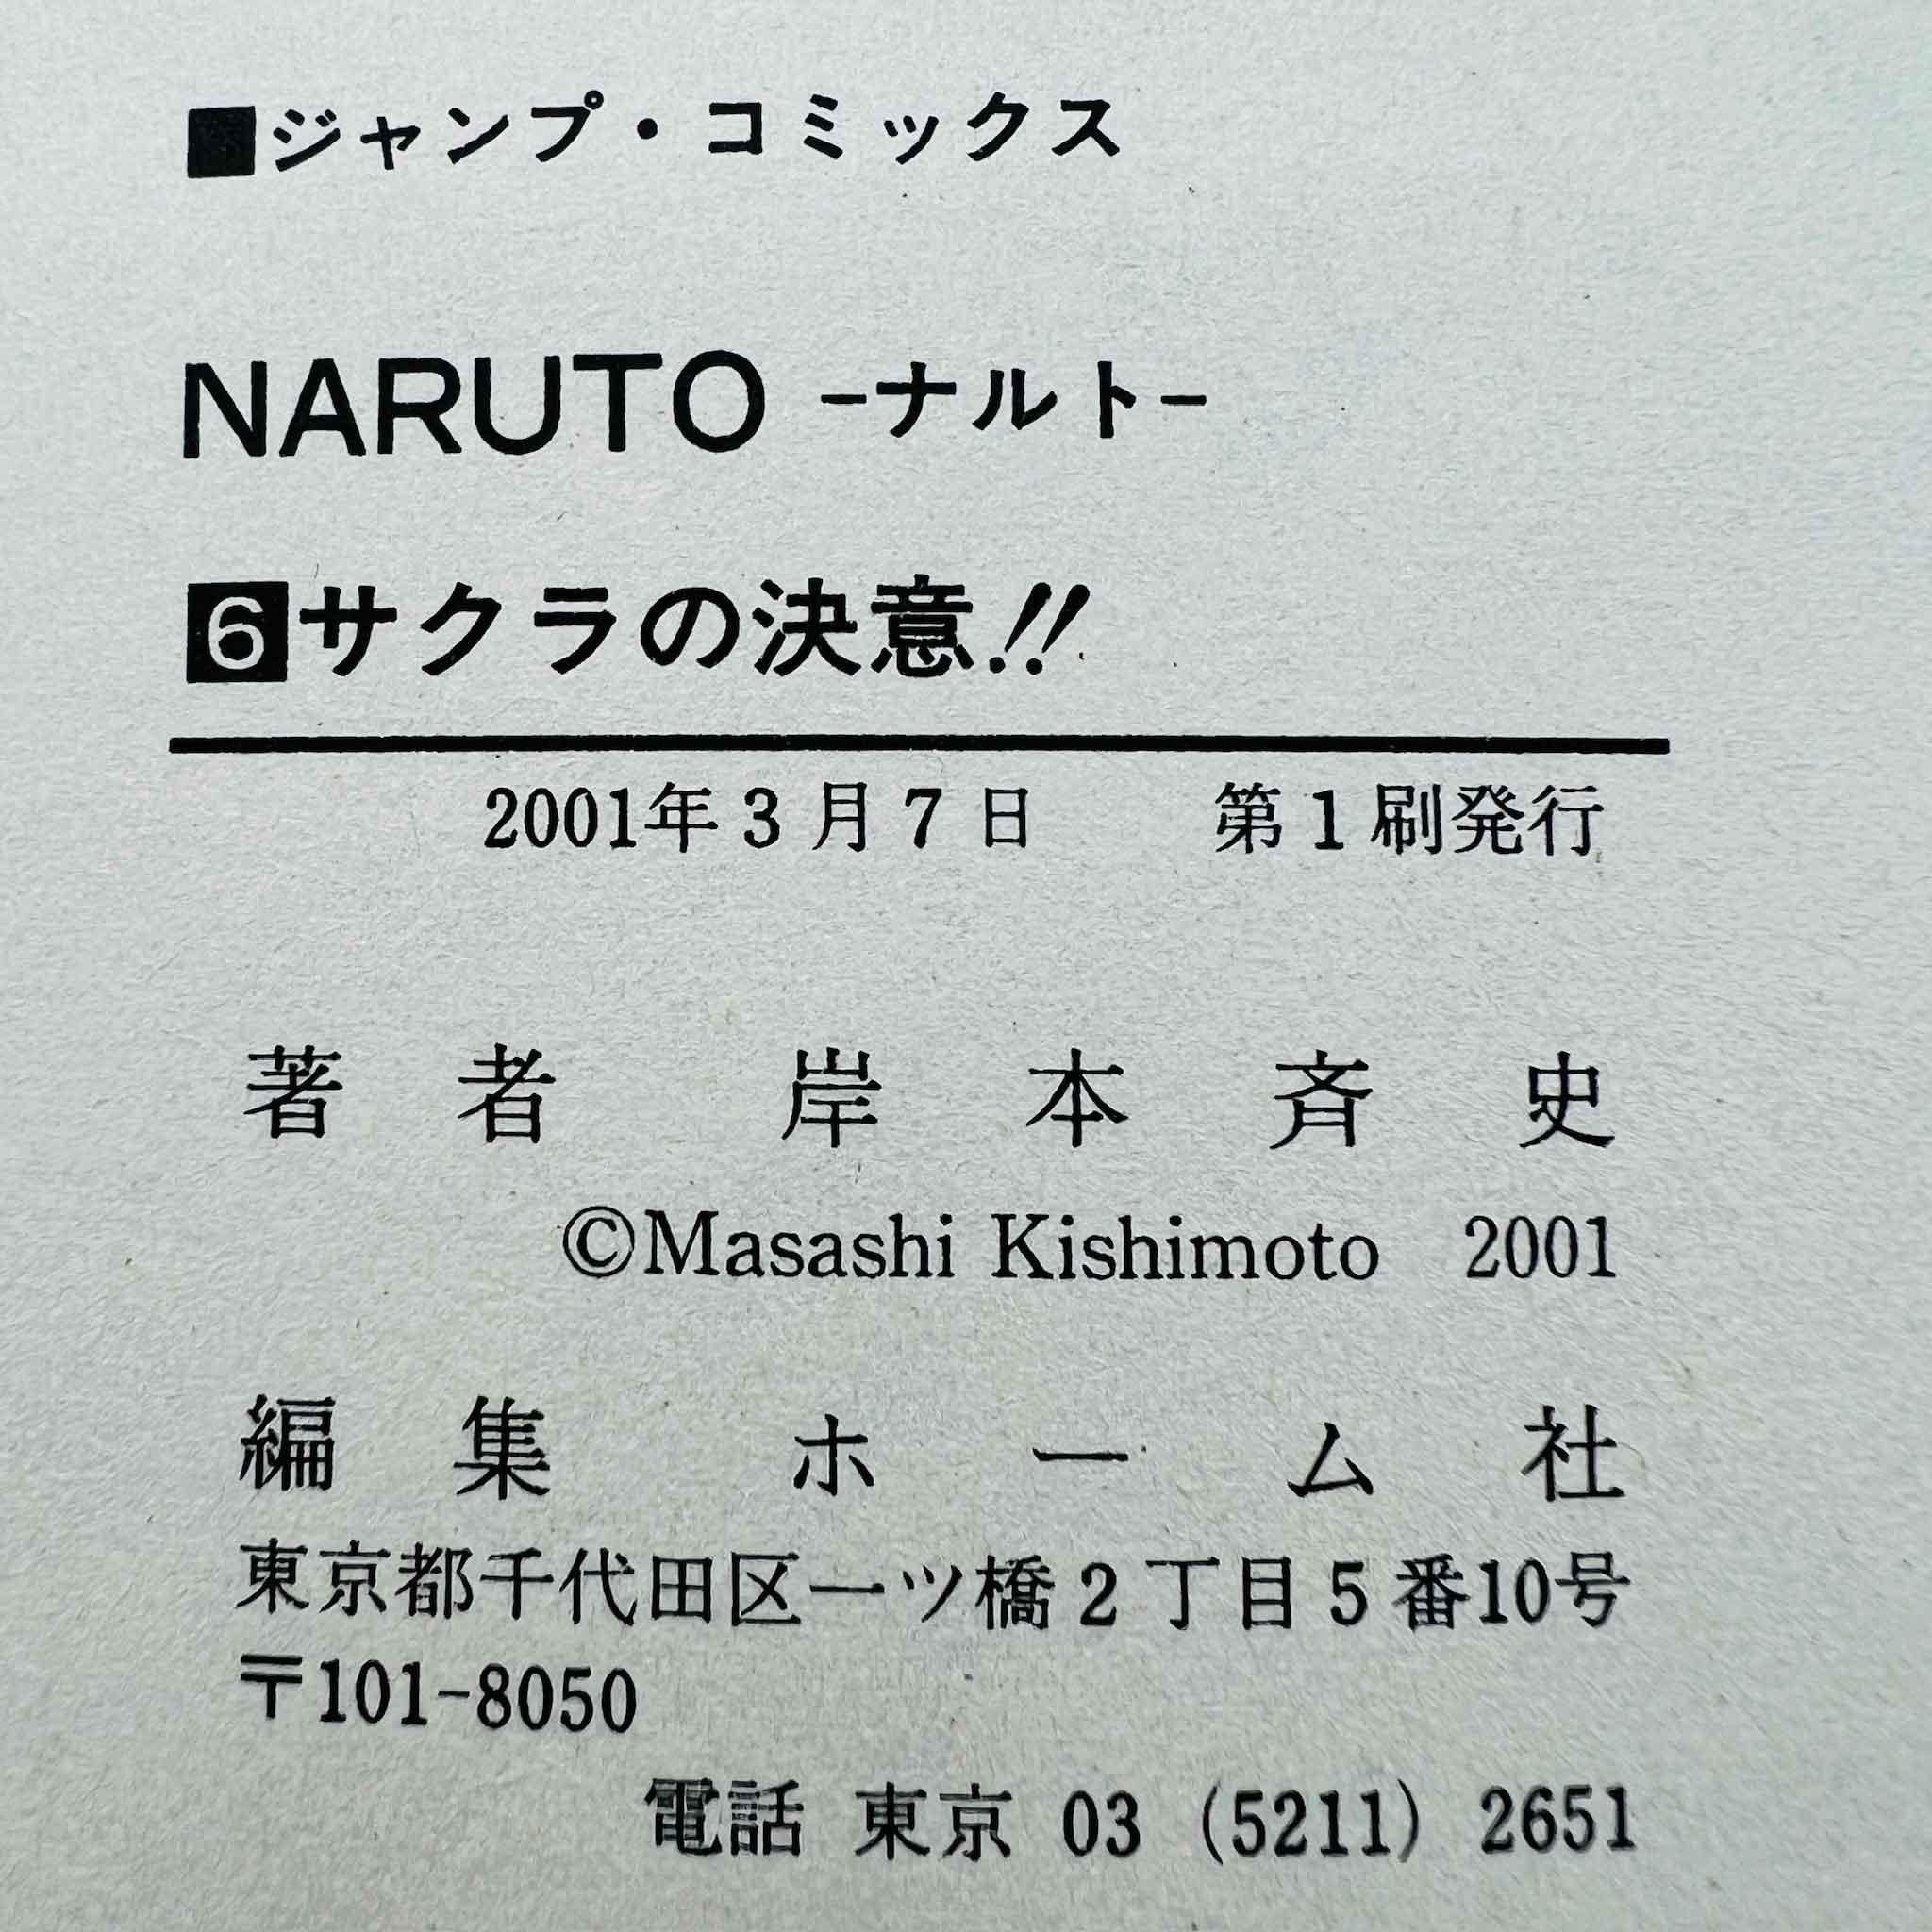 ■ジャンプ・コミックス
NARUTO -ナルト-
6サクラの決意!!
2001年3月7日 第1刷発行
著者 岸本斉史
©Masashi Kishimoto 2001
編集 ホーム社
東京都千代田区一ツ橋2丁目5番10号
〒101-8050
電話 東京 03 (5211) 2651